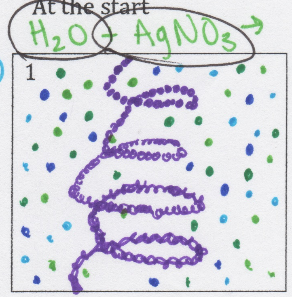 At the start
H₂O + AgNO₃ →
1